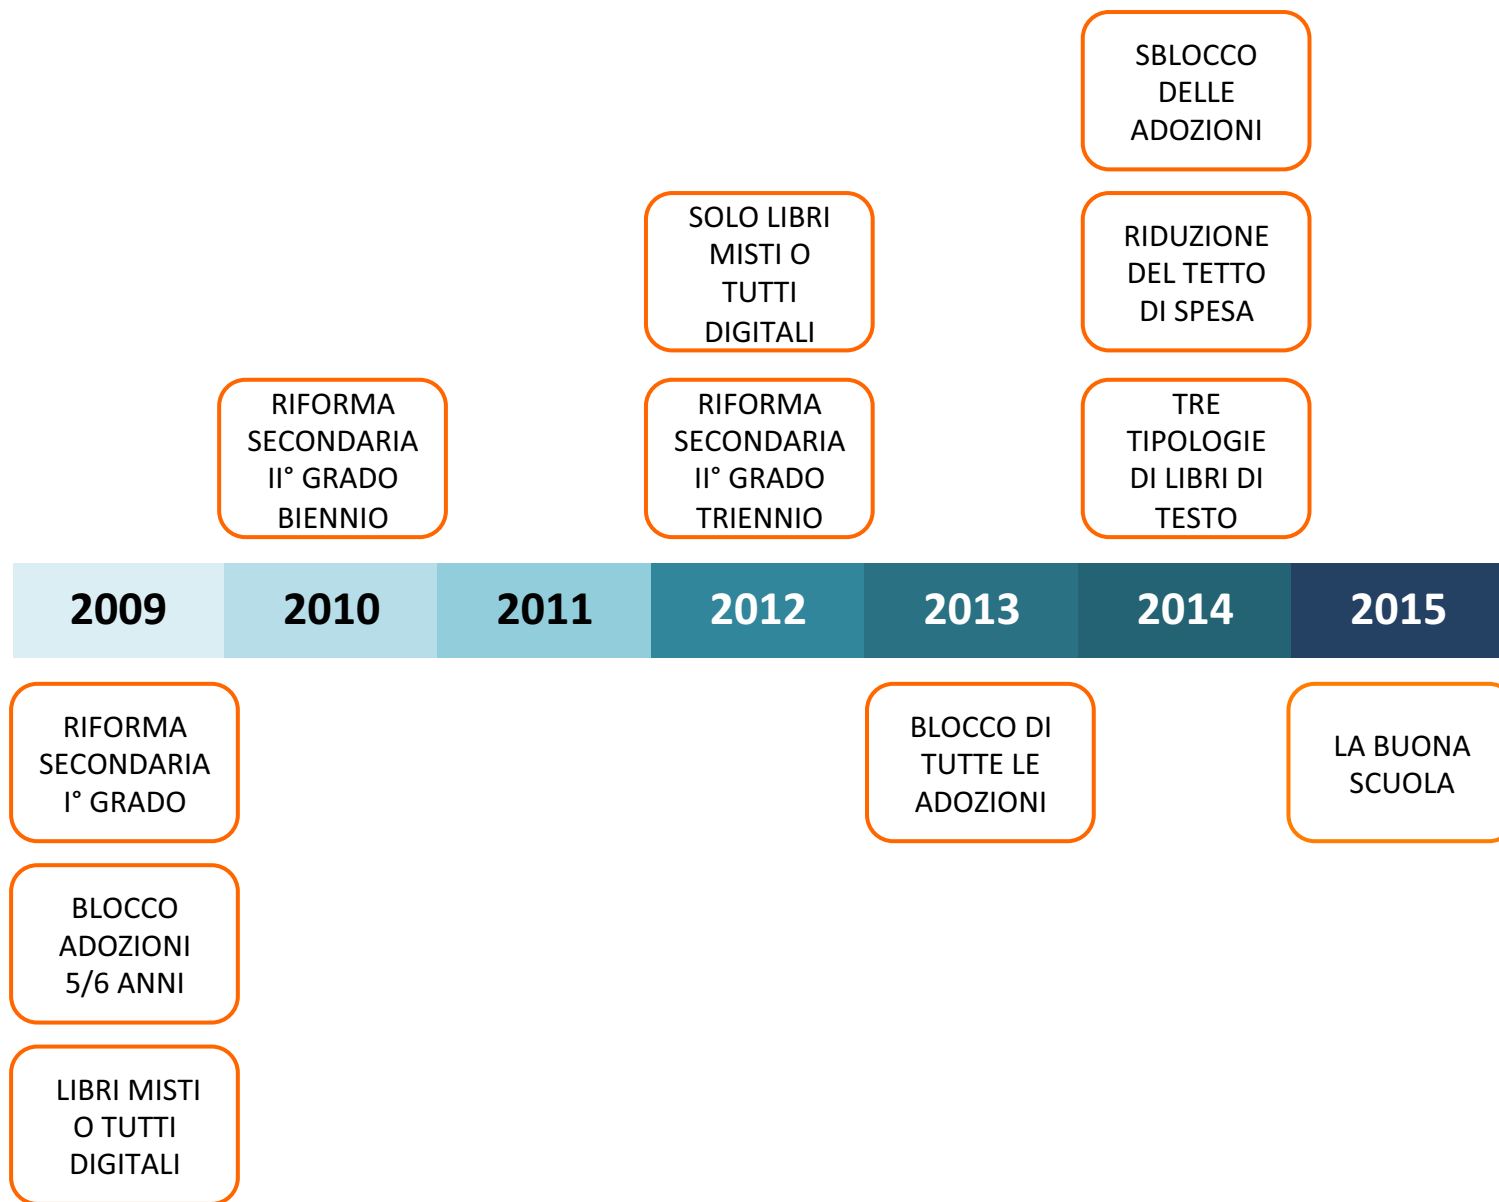 SBLOCCO
DELLE
ADOZIONI
SOLO LIBRI
MISTI O
TUTTI
DIGITALI
RIDUZIONE
DEL TETTO
DI SPESA
RIFORMA
SECONDARIA
II° GRADO
BIENNIO
RIFORMA
SECONDARIA
II° GRADO
TRIENNIO
TRE
TIPOLOGIE
DI LIBRI DI
TESTO
2009 2010 2011 2012 2013 2014 2015
RIFORMA
SECONDARIA
I° GRADO
BLOCCO DI
TUTTE LE
ADOZIONI
LA BUONA
SCUOLA
BLOCCO
ADOZIONI
5/6 ANNI
LIBRI MISTI
O TUTTI
DIGITALI